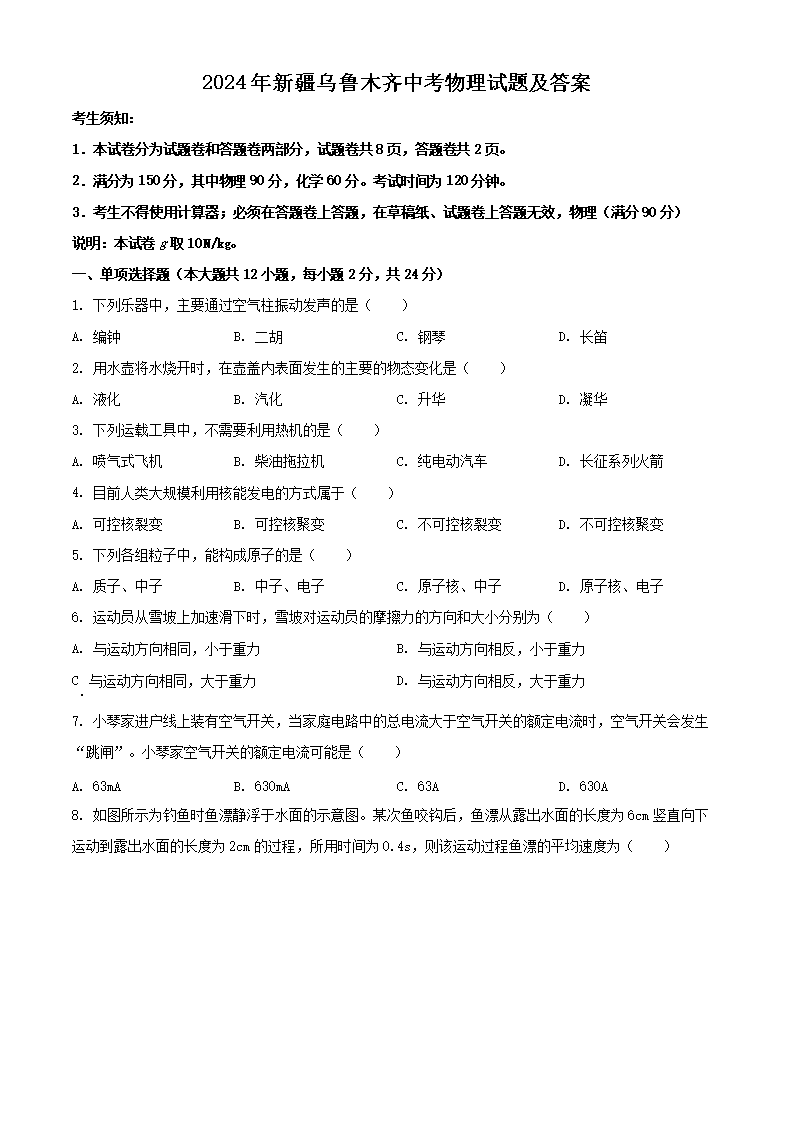 2024年新疆乌鲁木齐中考物理试题及答案
考生须知：
1.本试卷分为试题卷和答题卷两部分，试题卷共8页，答题卷共2页。
2.满分为150分，其中物理90分，化学60分。考试时间为120分钟。
3.考生不得使用计算器；必须在答题卷上答题，在草稿纸、试题卷上答题无效，物理（满分90分）
说明：本试卷g取10N/kg。
一、单项选择题（本大题共12小题，每小题2分，共24分）
1. 下列乐器中，主要通过空气柱振动发声的是（　　）
A. 编钟 B. 二胡 C. 钢琴 D. 长笛
2. 用水壶将水烧开时，在壶盖内表面发生的主要的物态变化是（　　）
A. 液化 B. 汽化 C. 升华 D. 凝华
3. 下列运载工具中，不需要利用热机的是（　　）
A. 喷气式飞机 B. 柴油拖拉机 C. 纯电动汽车 D. 长征系列火箭
4. 目前人类大规模利用核能发电的方式属于（　　）
A. 可控核裂变 B. 可控核聚变 C. 不可控核裂变 D. 不可控核聚变
5. 下列各组粒子中，能构成原子的是（　　）
A. 质子、中子 B. 中子、电子 C. 原子核、中子 D. 原子核、电子
6. 运动员从雪坡上加速滑下时，雪坡对运动员的摩擦力的方向和大小分别为（　　）
A. 与运动方向相同，小于重力 B. 与运动方向相反，小于重力
C. 与运动方向相同，大于重力 D. 与运动方向相反，大于重力
7. 小琴家进户线上装有空气开关，当家庭电路中的总电流大于空气开关的额定电流时，空气开关会发生
“跳闸”。小琴家空气开关的额定电流可能是（　　）
A. 63mA B. 630mA C. 63A D. 630A
8. 如图所示为钓鱼时鱼漂静浮于水面的示意图。某次鱼咬钩后，鱼漂从露出水面的长度为6cm竖直向下
运动到露出水面的长度为2cm的过程，所用时间为0.4s，则该运动过程鱼漂的平均速度为（　　）